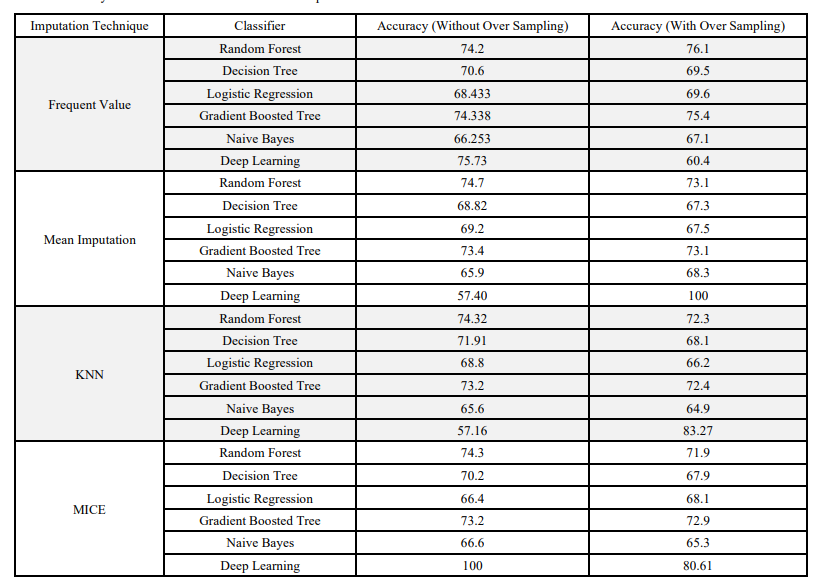 Imputation Technique Classifier Accuracy (Without Over Sampling) Accuracy (With Over Sampling)
Frequent Value
Random Forest 74.2 76.1
Decision Tree 70.6 69.5
Logistic Regression 68.433 69.6
Gradient Boosted Tree 74.338 75.4
Naive Bayes 66.253 67.1
Deep Learning 75.73 60.4
Mean Imputation
Random Forest 74.7 73.1
Decision Tree 68.82 67.3
Logistic Regression 69.2 67.5
Gradient Boosted Tree 73.4 73.1
Naive Bayes 65.9 68.3
Deep Learning 57.40 100
KNN
Random Forest 74.32 72.3
Decision Tree 71.91 68.1
Logistic Regression 68.8 66.2
Gradient Boosted Tree 73.2 72.4
Naive Bayes 65.6 64.9
Deep Learning 57.16 83.27
MICE
Random Forest 74.3 71.9
Decision Tree 70.2 67.9
Logistic Regression 66.4 68.1
Gradient Boosted Tree 73.2 72.9
Naive Bayes 66.6 65.3
Deep Learning 100 80.61